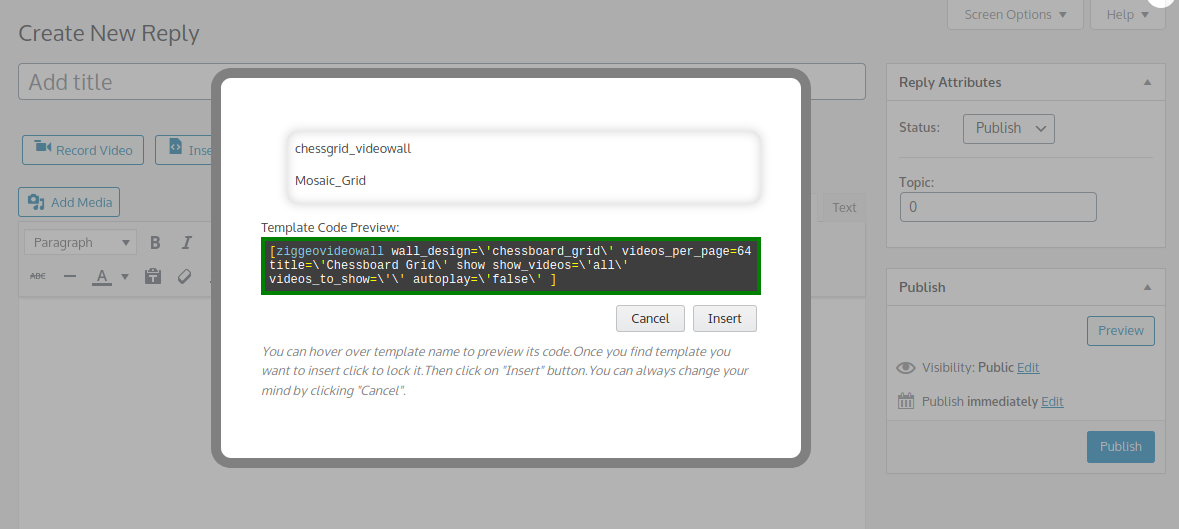 Screen Options
Help
Create New Reply
Add title
Record Video
Add Media
Text
Paragraph
B
I
ABC
A
chessgrid_videowall
Mosaic_Grid
Template Code Preview:
[ziggeovideowall wall_design=\'chessboard_grid\' videos_per_page=64
title=\'Chessboard Grid\' show show_videos=\'all\'
videos_to_show=\'\' autoplay=\'false\' ]
Cancel
Insert
You can hover over template name to preview its code.Once you find template you
want to insert click to lock it.Then click on "Insert" button.You can always change your
mind by clicking "Cancel".
Reply Attributes
Status:
Publish
Topic:
0
Publish
Preview
Visibility: Public Edit
Publish immediately Edit
Publish